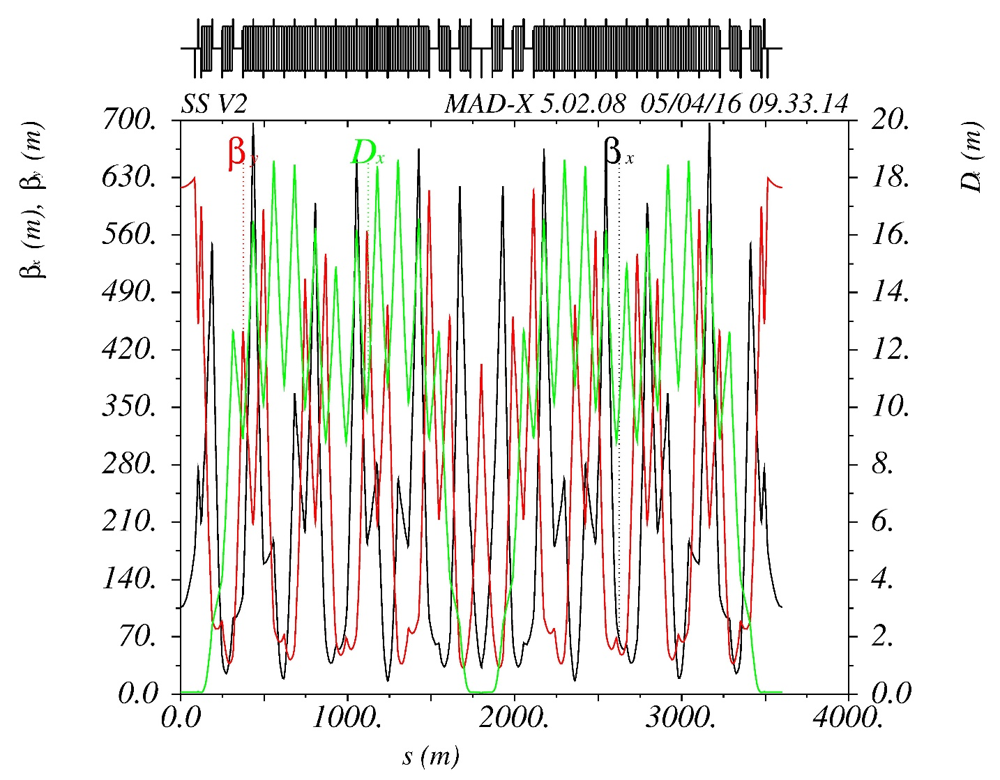 SS V2 MAD-X 5.02.08 05/04/16 09.33.14
βx (m), βy (m)
700.
630.
560.
490.
420.
350.
280.
210.
140.
70.
0.0
βy
Dx
βx
20.
18.
16.
14.
12.
10.
8.
6.
4.
2.
0.0
Dx (m)
0.0 1000. 2000. 3000. 4000.
s (m)